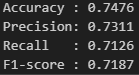 Accuracy : 0.7476
Precision: 0.7311
Recall   : 0.7126
F1-score : 0.7187